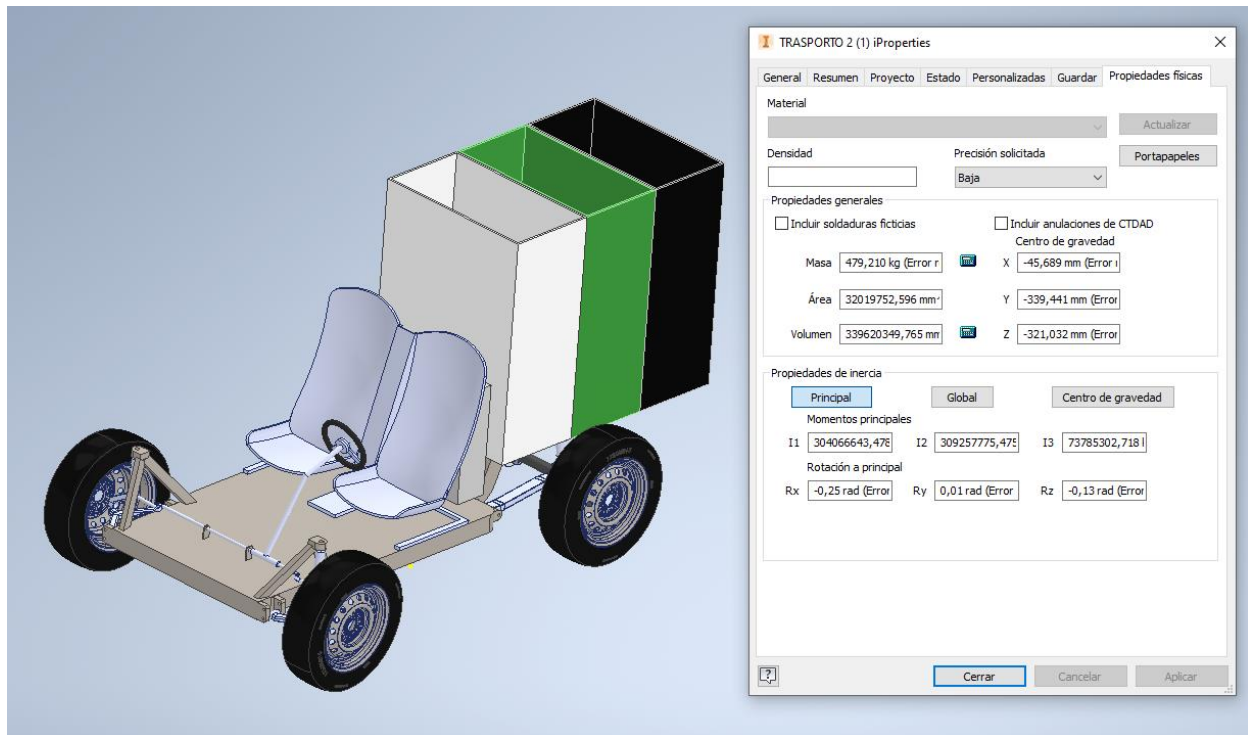 TRASPORTO 2 (1) iProperties
General Resumen Proyecto Estado Personalizadas Guardar Propiedades físicas
Material
Actualizar
Densidad Precisión solicitada
Portapapeles
Baja
Propiedades generales
Incluir soldaduras ficticias Incluir anulaciones de CTDAD
Centro de gravedad
Masa 479,210 kg (Error r X -45,689 mm (Error
Área 32019752,596 mm Y -339,441 mm (Error
Volumen 339620349,765 mm Z -321,032 mm (Error
Propiedades de inercia
Principal Global Centro de gravedad
Momentos principales
I1 304066643,478 I2 309257775,475 I3 73785302,718
Rotación a principal
Rx -0,25 rad (Error Ry 0,01 rad (Error Rz -0,13 rad (Error
? Cerrar Cancelar Aplicar